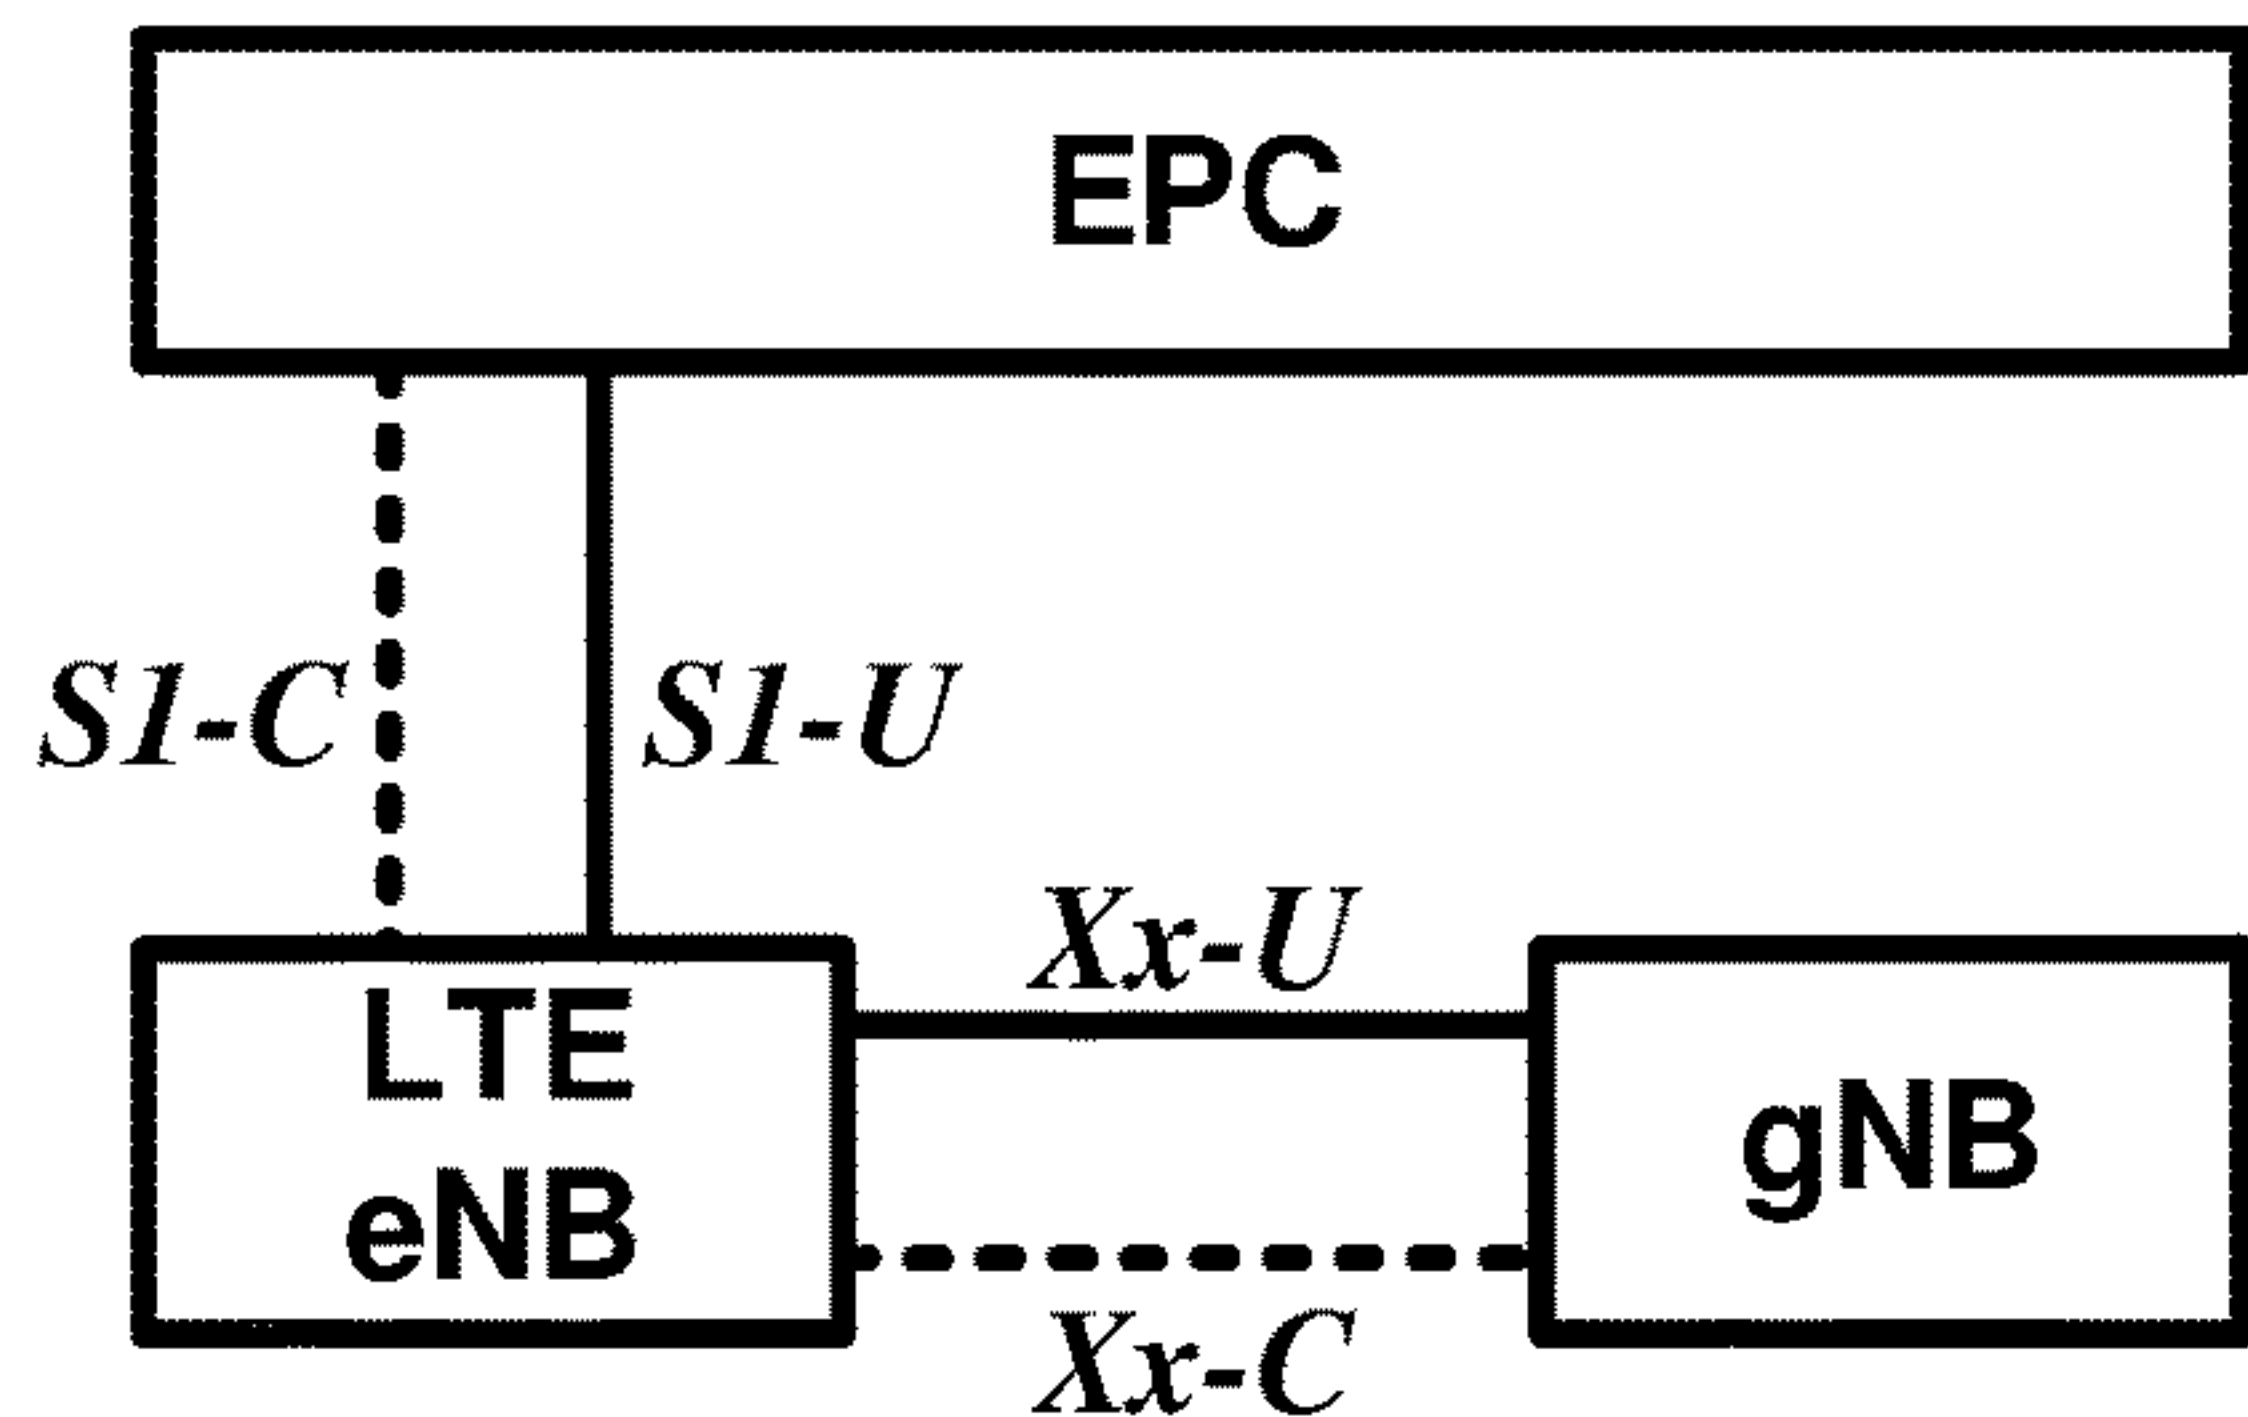 EPC
S1-C
S1-U
Xx-U
LTE
eNB
gNB
Xx-C